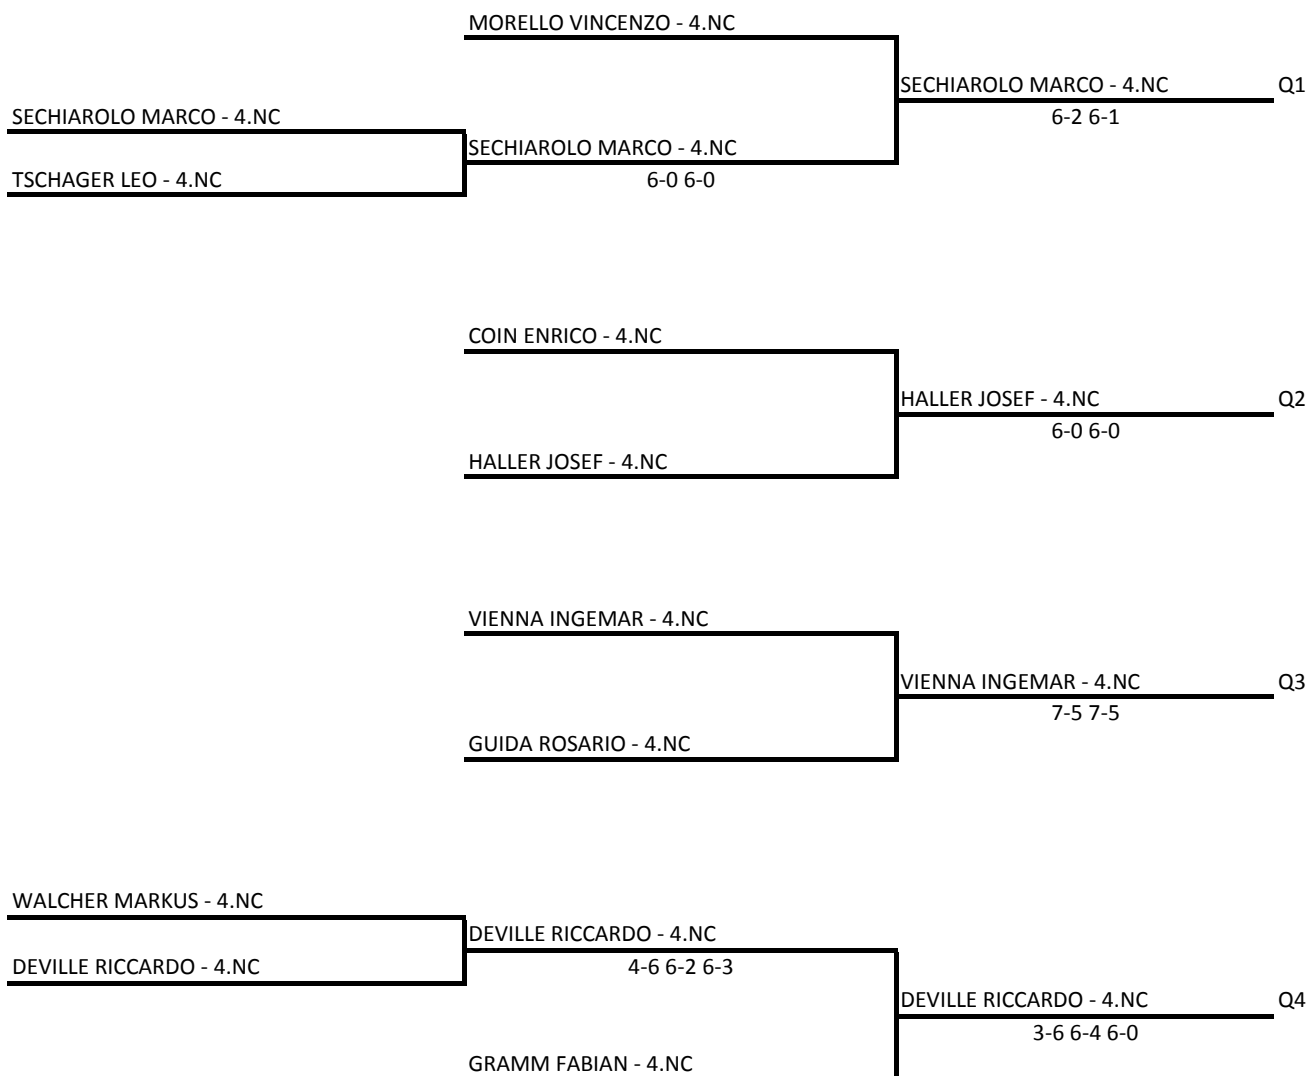 MORELLO VINCENZO - 4.NC
SECHIAROLO MARCO - 4.NC Q1
6-2 6-1
SECHIAROLO MARCO - 4.NC
SECHIAROLO MARCO - 4.NC
6-0 6-0
TSCHAGER LEO - 4.NC
COIN ENRICO - 4.NC
HALLER JOSEF - 4.NC Q2
6-0 6-0
HALLER JOSEF - 4.NC
VIENNA INGEMAR - 4.NC
VIENNA INGEMAR - 4.NC Q3
7-5 7-5
GUIDA ROSARIO - 4.NC
WALCHER MARKUS - 4.NC
DEVILLE RICCARDO - 4.NC
DEVILLE RICCARDO - 4.NC
4-6 6-2 6-3
DEVILLE RICCARDO - 4.NC Q4
3-6 6-4 6-0
GRAMM FABIAN - 4.NC